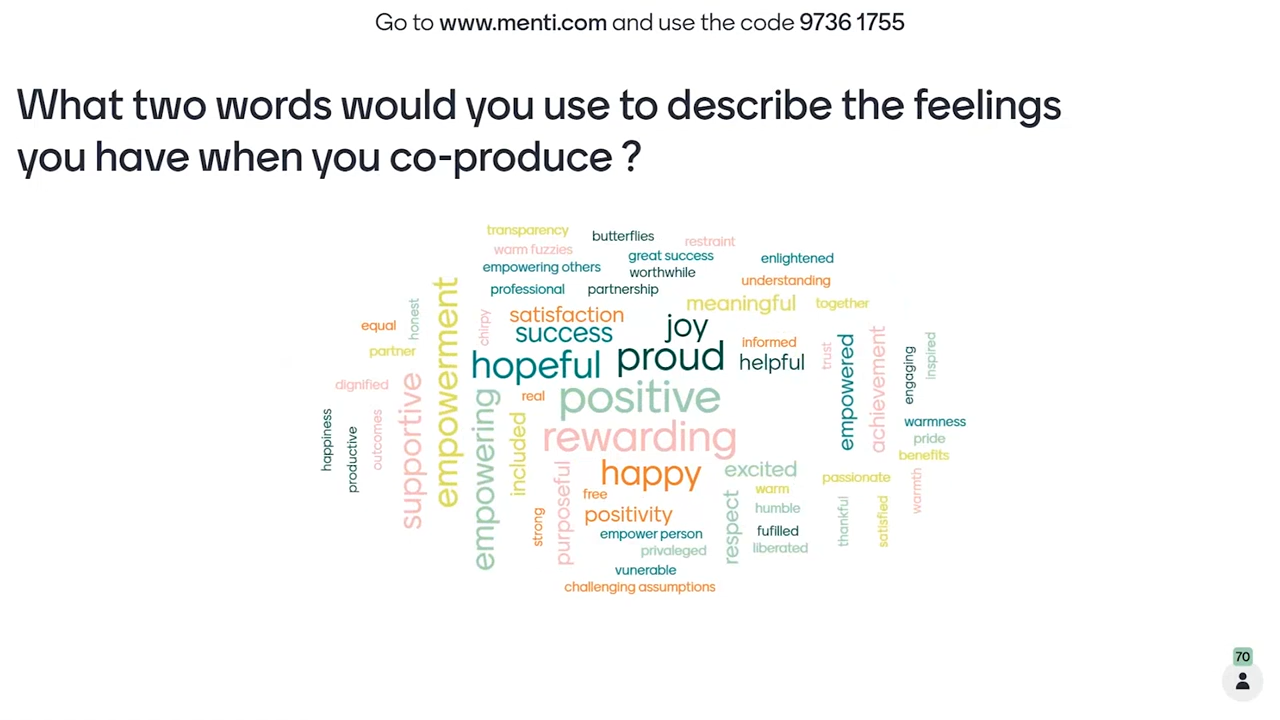 Go to www.menti.com and use the code 9736 1755
What two words would you use to describe the feelings
you have when you co-produce ?
transparency
butterflies
restraint
warm fuzzies
great success
enlightened
empowering others
worthwhile
understanding
professional
partnership
meaningful
together
honest
empowerment
chirpy
satisfaction
joy
equal
success
informed
trust
empowered
achievement
engaging
Inspired
partner
hopeful
proud
helpful
dignified
supportive
empowering
real
positive
happiness
productive
outcomes
included
rewarding
warmness
pride
benefits
purposeful
happy
excited
passionate
warmth
free
warm
strong
positivity
respect
humble
thankful
satisfied
empower person
fufilled
privaleged
liberated
vunerable
challenging assumptions
70